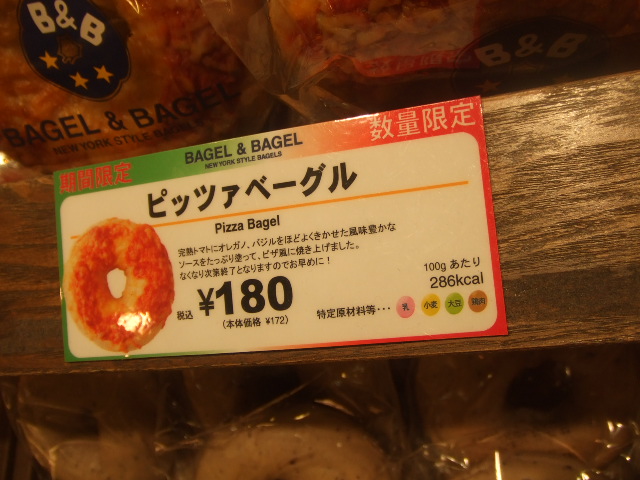 B&B
BAGEL & BAGEL
NEW YORK STYLE BAGELS
B&B
期間限定
BAGEL & BAGEL
NEW YORK STYLE BAGELS
数量限定
ピッツァベーグル
Pizza Bagel
完熟トマトにオレガノ、バジルをほどよくきかせた風味豊かな
ソースをたっぷり塗って、ピザ風に焼き上げました。
なくなり次第終了となりますのでお早めに！
税込 ¥180
（本体価格 ¥172）
100g あたり
286kcal
特定原材料等・・・ 乳 小麦 大豆 鶏肉